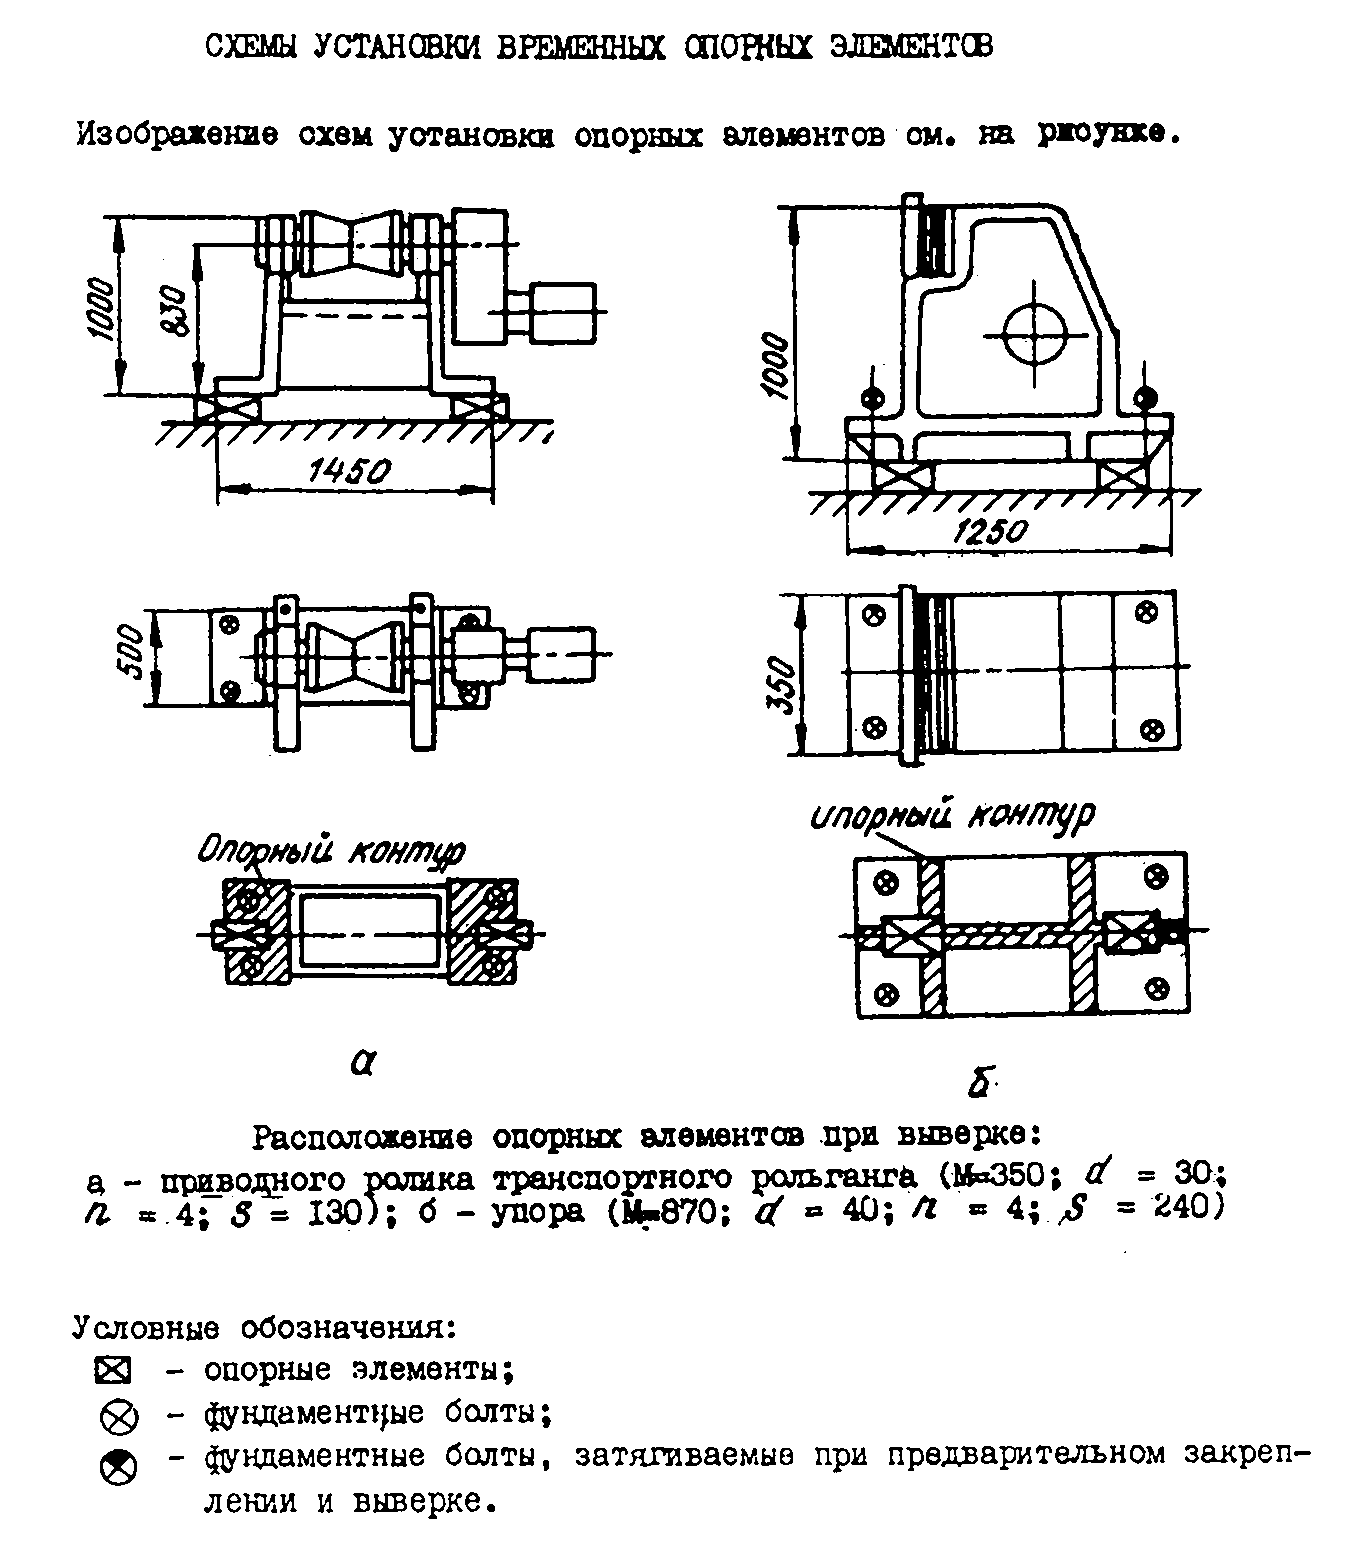 СХЕМЫ УСТАНОВКИ ВРЕМЕННЫХ ОПОРНЫХ ЭЛЕМЕНТОВ
Изображение схем установки опорных элементов см. на рисунке.
1000
830
1450
1000
1250
500
350
Опорный контур
опорный контур
а
б
Расположение опорных элементов при выверке:
а - приводного ролика транспортного рольганга (М=350; d = 30;
n = 4; S = 130); б - упора (М=870; d = 40; n = 4; S = 240)
Условные обозначения:
- опорные элементы;
- фундаментные болты;
- фундаментные болты, затягиваемые при предварительном закреп-
лении и выверке.